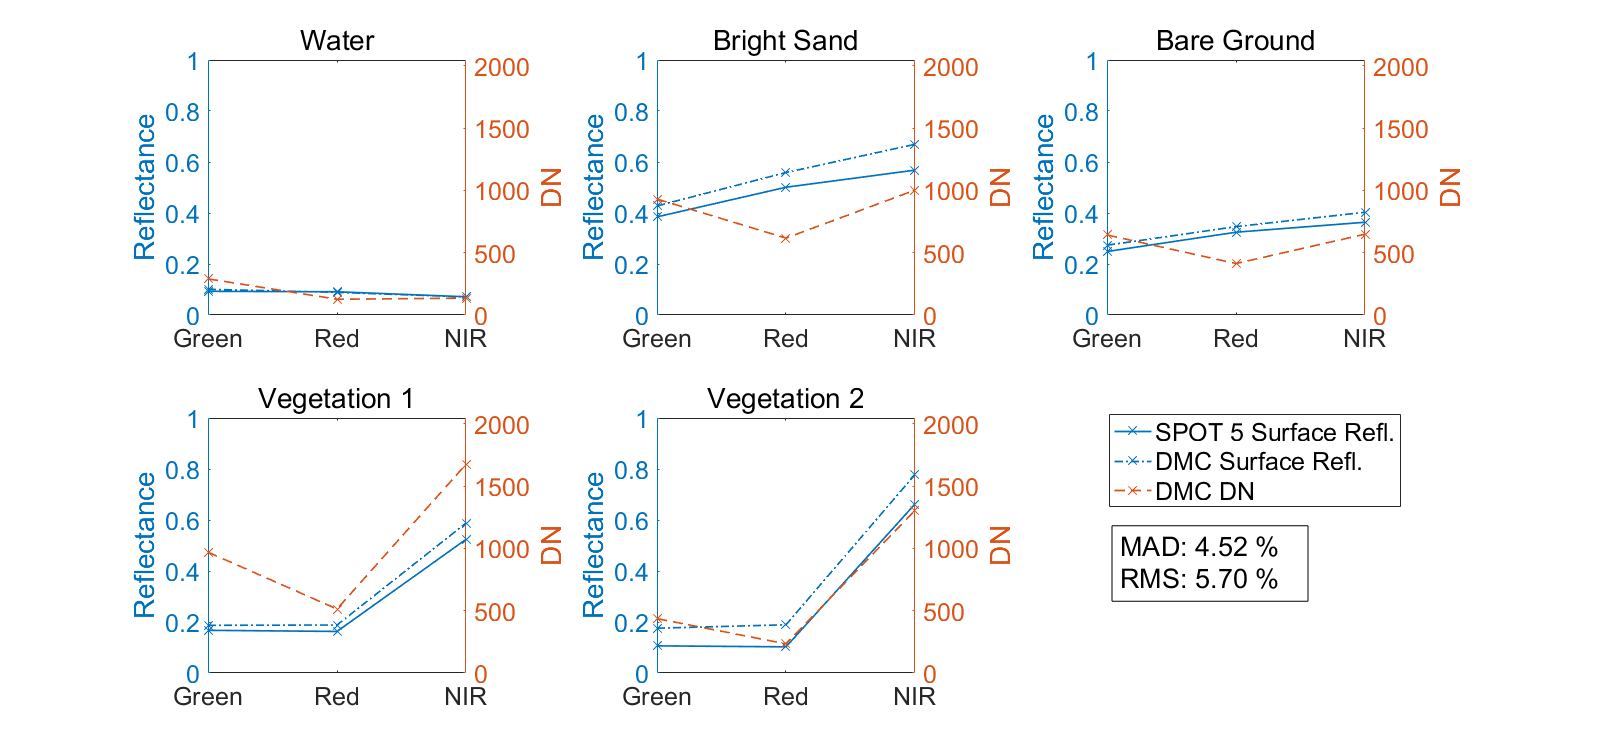 Water
Bright Sand
Bare Ground
1
0.8
0.6
0.4
0.2
0
Reflectance
2000
1500
1000
500
0
DN
Green Red NIR
1
0.8
0.6
0.4
0.2
0
Reflectance
2000
1500
1000
500
0
DN
Green Red NIR
1
0.8
0.6
0.4
0.2
0
Reflectance
2000
1500
1000
500
0
DN
Green Red NIR
Vegetation 1
Vegetation 2
1
0.8
0.6
0.4
0.2
0
Reflectance
2000
1500
1000
500
0
DN
Green Red NIR
1
0.8
0.6
0.4
0.2
0
Reflectance
2000
1500
1000
500
0
DN
Green Red NIR
SPOT 5 Surface Refl.
DMC Surface Refl.
DMC DN
MAD: 4.52 %
RMS: 5.70 %